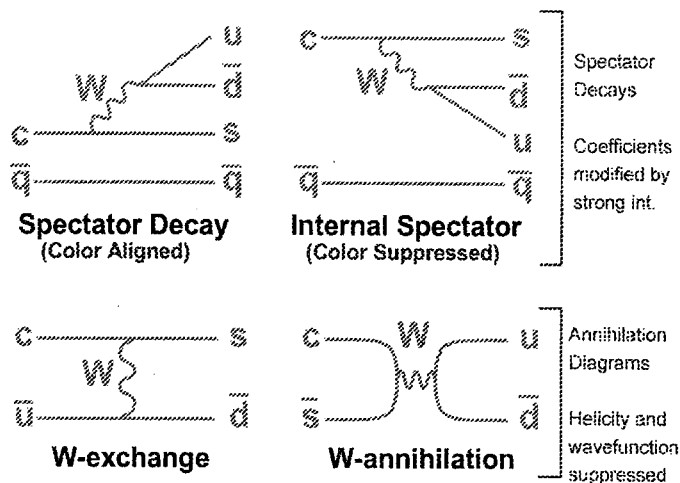 u
W
d̄
c
s
q̄
q̄
Spectator Decay
(Color Aligned)
c
s̄
W
d̄
u
q̄
q̄
Internal Spectator
(Color Suppressed)
Spectator
Decays
Coefficients
modified by
strong int.
c
s
W
ū
d̄
W-exchange
c
W
u
s̄
d̄
W-annihilation
Annihilation
Diagrams
Helicity and
wavefunction
suppressed